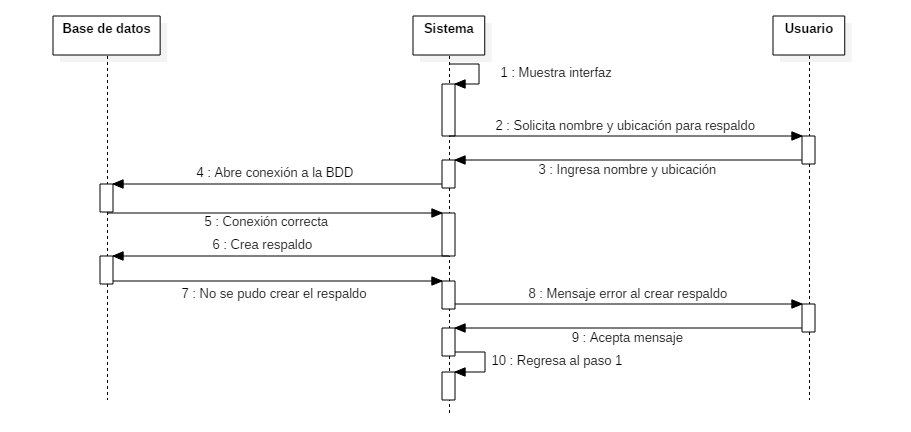 Base de datos
Sistema
Usuario
1 : Muestra interfaz
2 : Solicita nombre y ubicación para respaldo
3 : Ingresa nombre y ubicación
4 : Abre conexión a la BDD
5 : Conexión correcta
6 : Crea respaldo
7 : No se pudo crear el respaldo
8 : Mensaje error al crear respaldo
9 : Acepta mensaje
10 : Regresa al paso 1